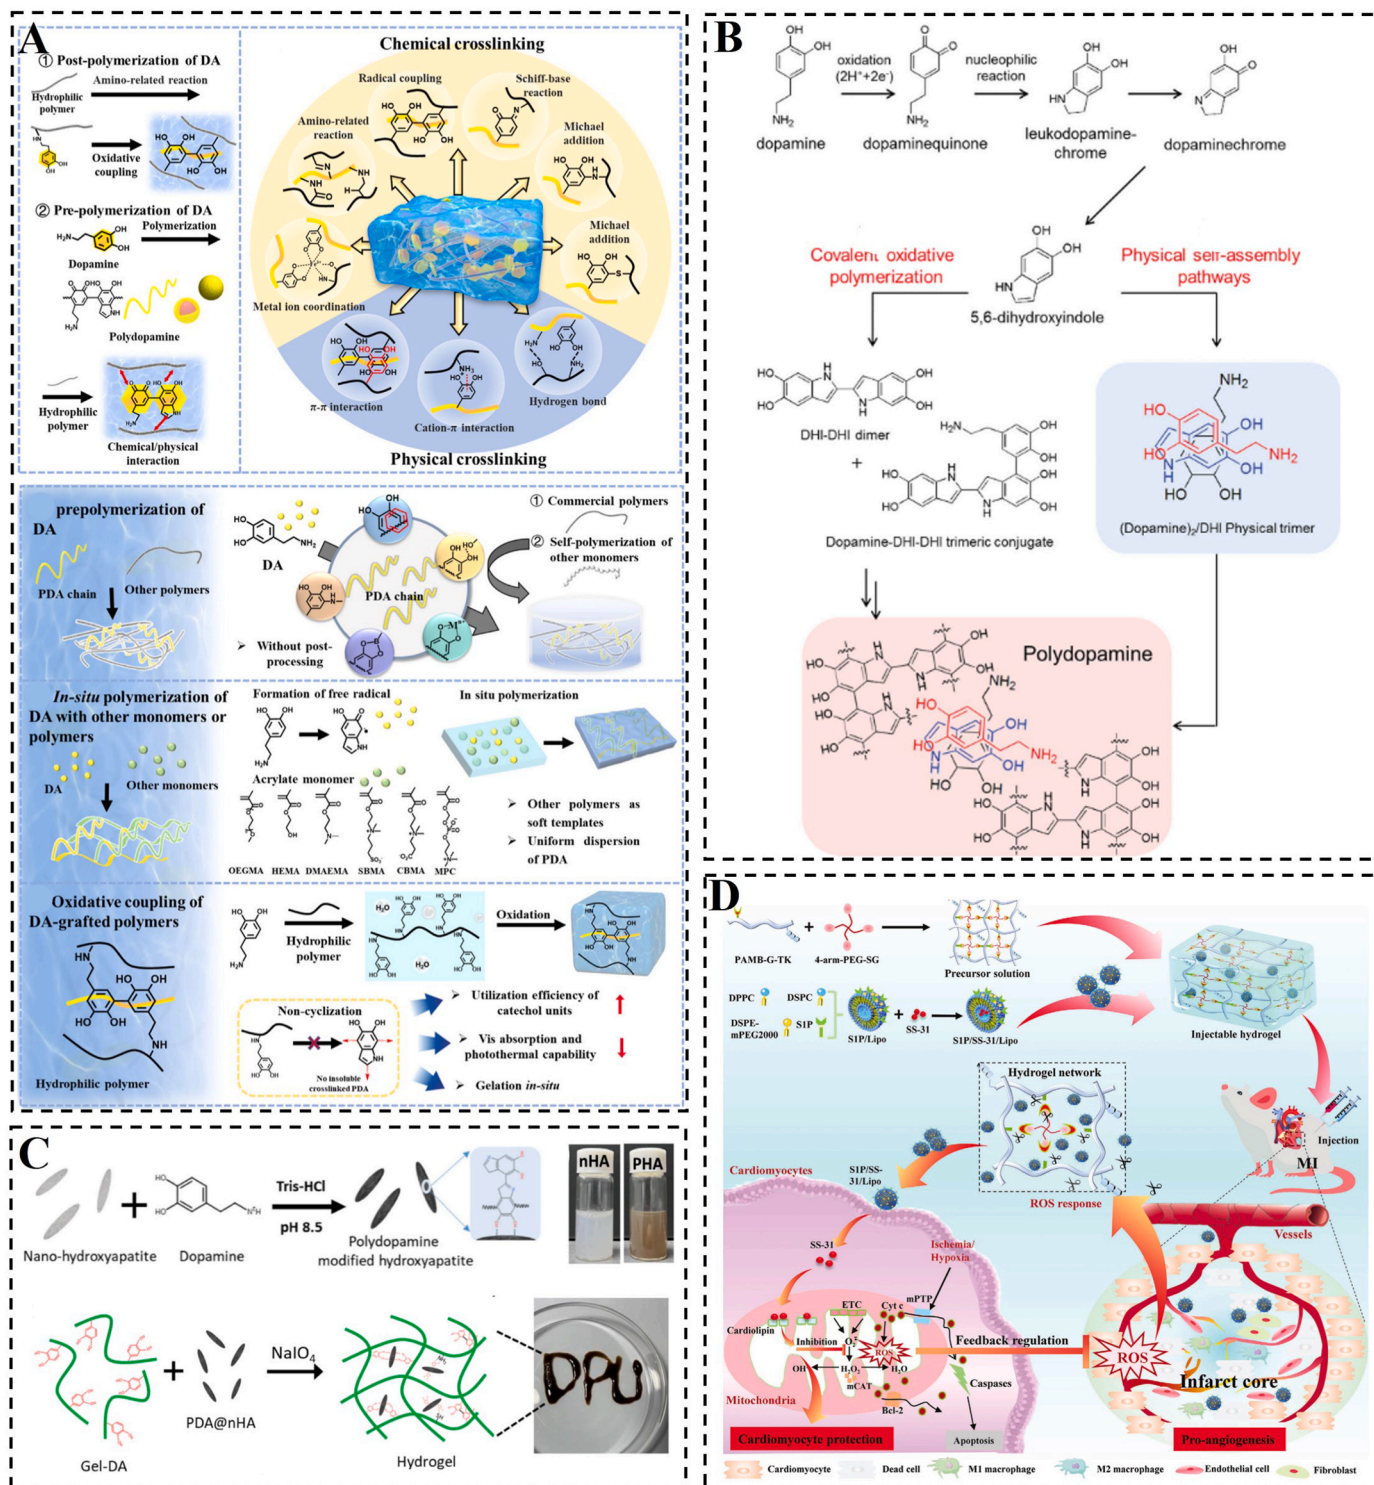 A
① Post-polymerization of DA
Hydrophilic polymer
Amino-related reaction
Oxidative coupling
② Pre-polymerization of DA
Dopamine
Polymerization
Polydopamine
Hydrophilic polymer
Chemical/physical interaction
Chemical crosslinking
Radical coupling
Schiff-base reaction
Amino-related reaction
Michael addition
Michael addition
Metal ion coordination
π-π interaction
Cation-π interaction
Hydrogen bond
Physical crosslinking
prepolymerization of DA
PDA chain
Other polymers
DA
PDA chain
➢ Without post-processing
① Commercial polymers
② Self-polymerization of other monomers
In-situ polymerization of DA with other monomers or polymers
DA
Other monomers
Formation of free radical
In situ polymerization
Acrylate monomer
OEGMA HEMA DMAEMA SBMA CBMA MPC
➢ Other polymers as soft templates
➢ Uniform dispersion of PDA
Oxidative coupling of DA-grafted polymers
Hydrophilic polymer
Hydrophilic polymer
H₂O
H₂O
Oxidation
Non-cyclization
No insoluble crosslinked PDA
➢ Utilization efficiency of catechol units
➢ Vis absorption and photothermal capability
➢ Gelation in-situ
B
dopamine
oxidation
(2H⁺+2e⁻)
dopaminequinone
nucleophilic reaction
leukodopamine-chrome
dopaminechrome
Covalent oxidative polymerization
Physical self-assembly pathways
5,6-dihydroxyindole
DHI-DHI dimer
+
Dopamine-DHI-DHI trimeric conjugate
(Dopamine)₂/DHI Physical trimer
Polydopamine
C
Nano-hydroxyapatite
+
Dopamine
Tris-HCl
pH 8.5
Polydopamine modified hydroxyapatite
nHA
PHA
Gel-DA
+
PDA@nHA
NaIO₄
Hydrogel
DPU
D
PAMB-G-TK
+
4-arm-PEG-SG
Precursor solution
DPPC
DSPC
DSPE-mPEG2000
S1P
S1P/Lipo
+
SS-31
S1P/SS-31/Lipo
Injectable hydrogel
Injection
MI
Hydrogel network
ROS response
S1P/SS-31/Lipo
Cardiomyocytes
SS-31
Ischemia/Hypoxia
Cardiolipin
Inhibition
ETC
Cyt c
mPTP
O₂
ROS
OH
H₂O₂
H₂O
mCAT
Bcl-2
Mitochondria
Caspases
Apoptosis
Feedback regulation
Cardiomyocyte protection
Vessels
ROS
Infarct core
Pro-angiogenesis
Cardiomyocyte Dead cell M1 macrophage M2 macrophage Endothelial cell Fibroblast